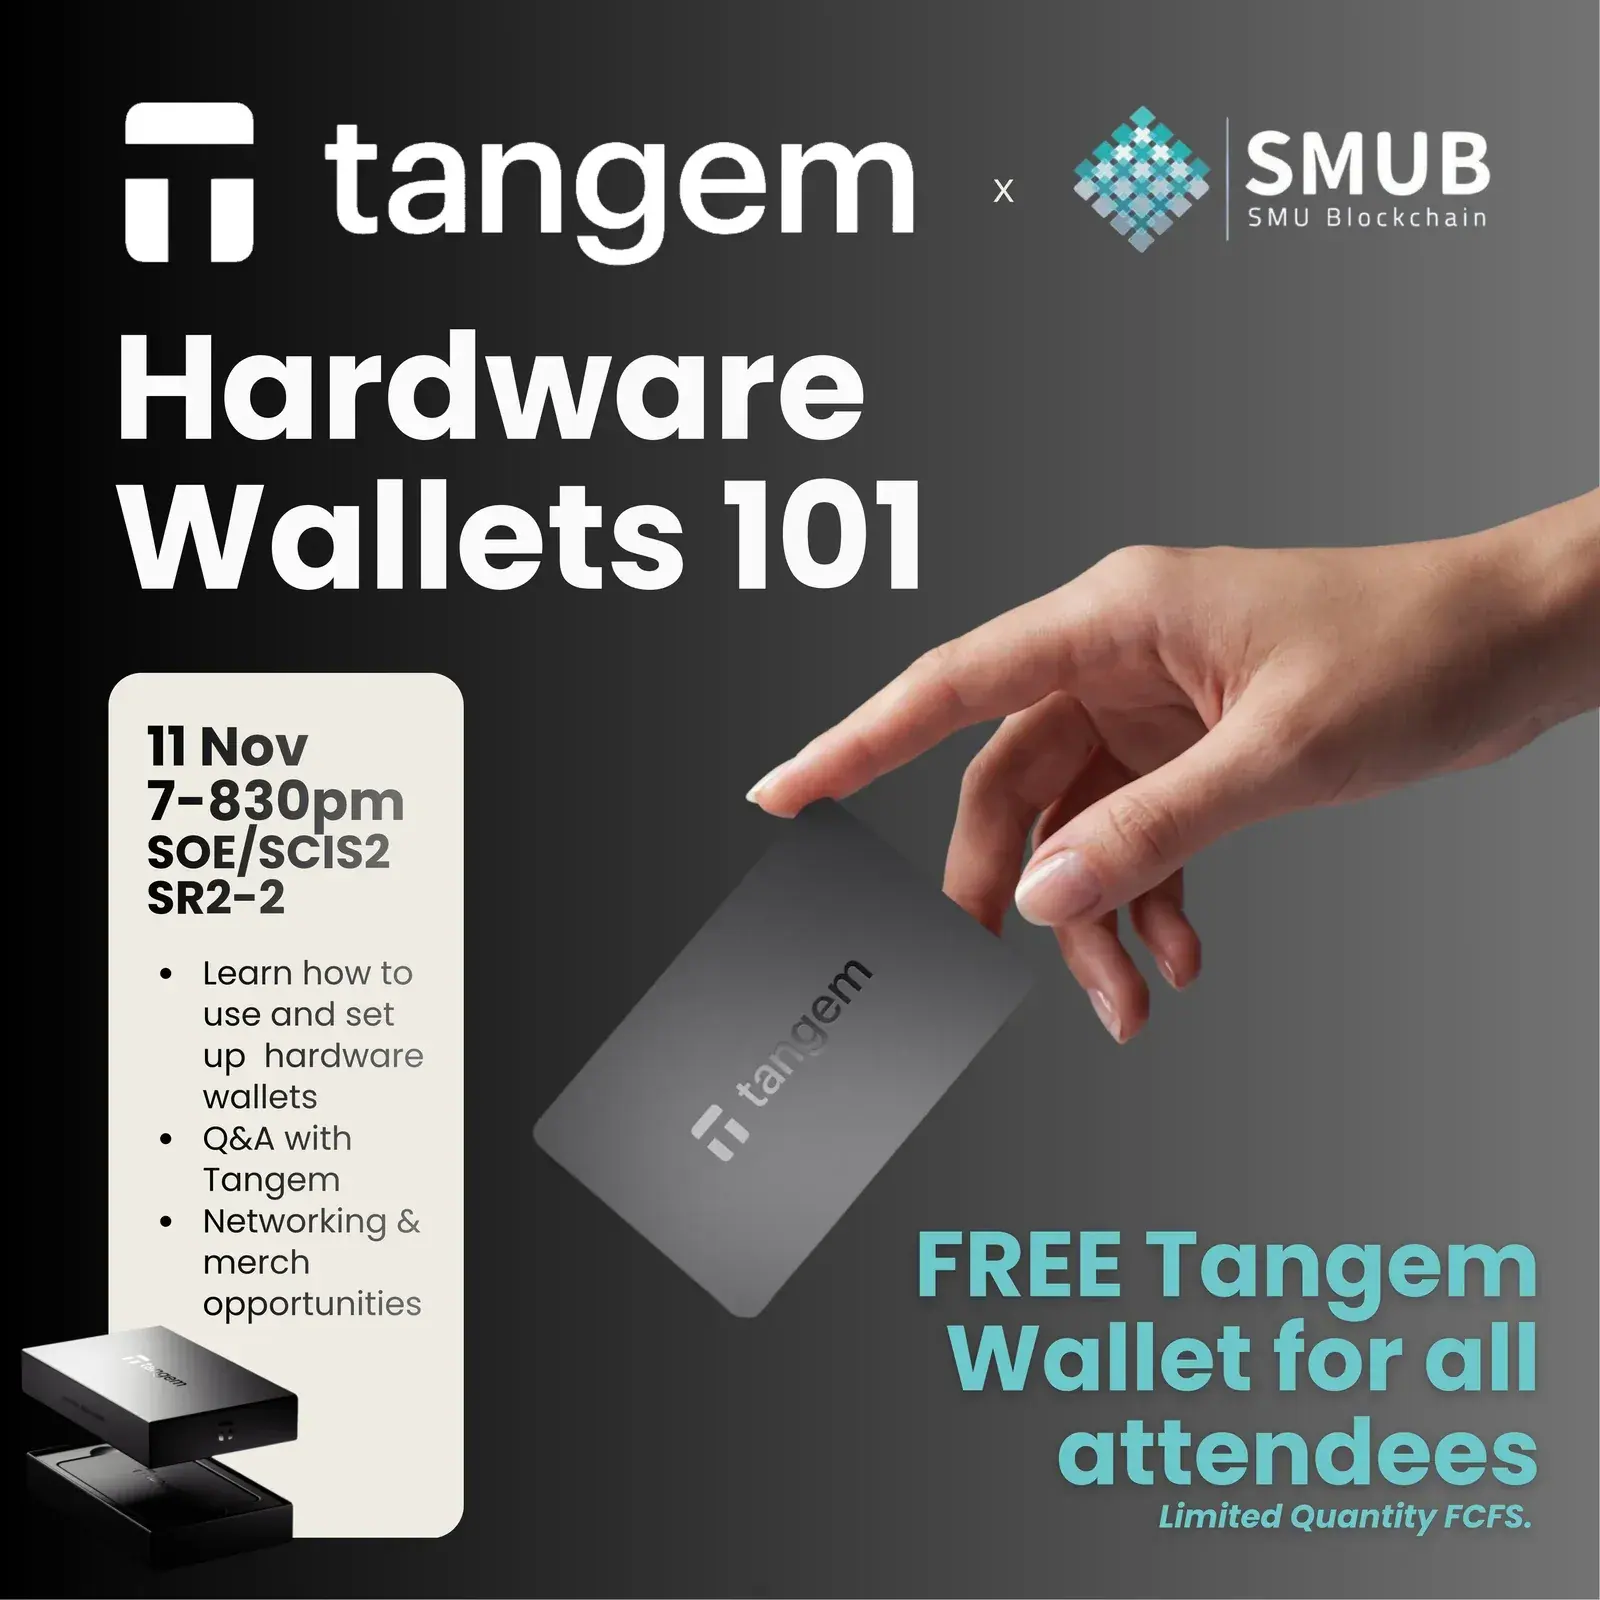 tangem
x
SMUB
SMU Blockchain
Hardware
Wallets 101
11 Nov
7-830pm
SOE/SCIS2
SR2-2
• Learn how to
use and set
up  hardware
wallets
• Q&A with
Tangem
• Networking &
merch
opportunities
tangem
tangem
FREE Tangem
Wallet for all
attendees
Limited Quantity FCFS.